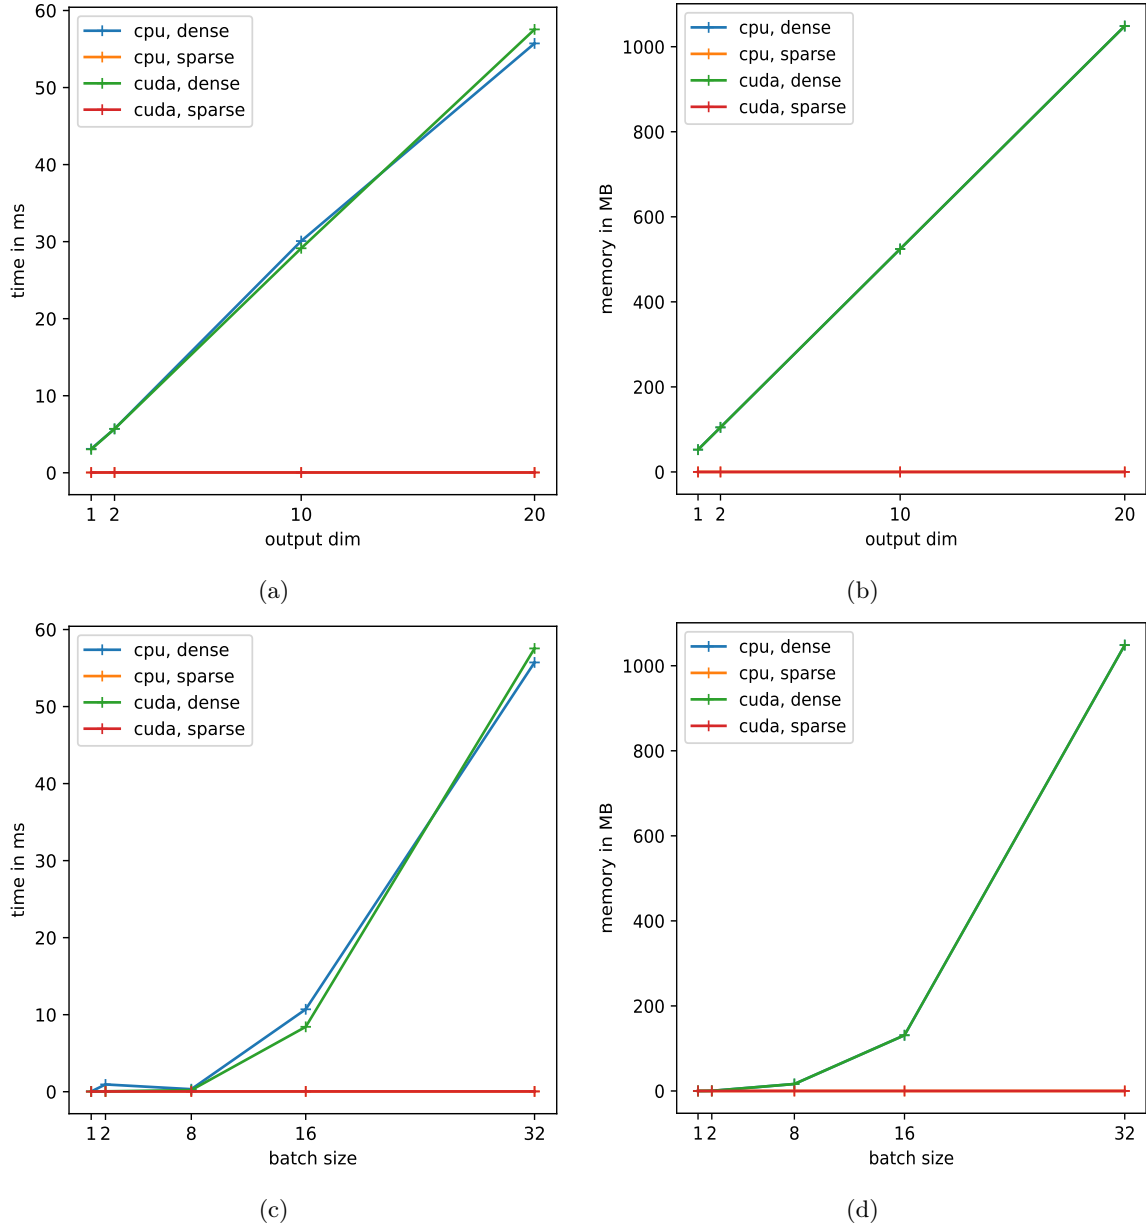 60
50
40
30
20
10
0
time in ms
cpu, dense
cpu, sparse
cuda, dense
cuda, sparse
1 2 10 20
output dim
(a)
1000
800
600
400
200
0
memory in MB
cpu, dense
cpu, sparse
cuda, dense
cuda, sparse
1 2 10 20
output dim
(b)
60
50
40
30
20
10
0
time in ms
cpu, dense
cpu, sparse
cuda, dense
cuda, sparse
1 2 8 16 32
batch size
(c)
1000
800
600
400
200
0
memory in MB
cpu, dense
cpu, sparse
cuda, dense
cuda, sparse
1 2 8 16 32
batch size
(d)